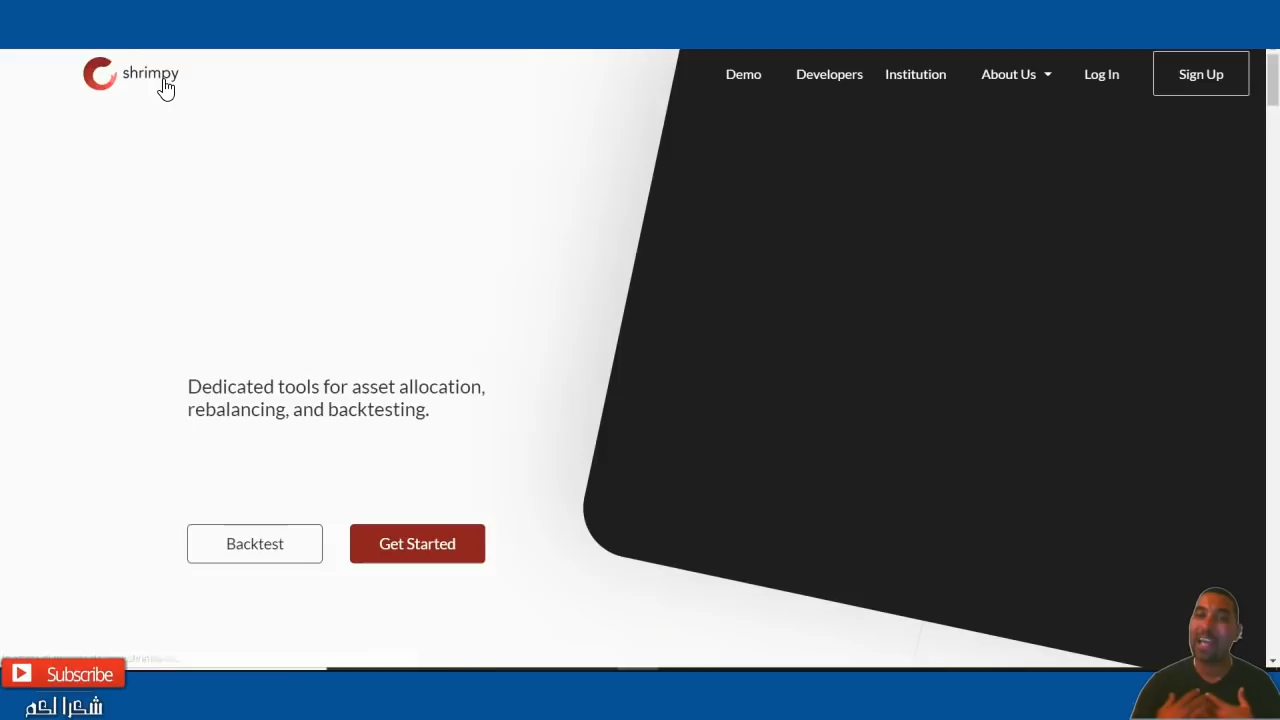 shrimpy
Demo
Developers
Institution
About Us
Log In
Sign Up
Dedicated tools for asset allocation,
rebalancing, and backtesting.
Backtest
Get Started
Subscribe
شكرا لكم